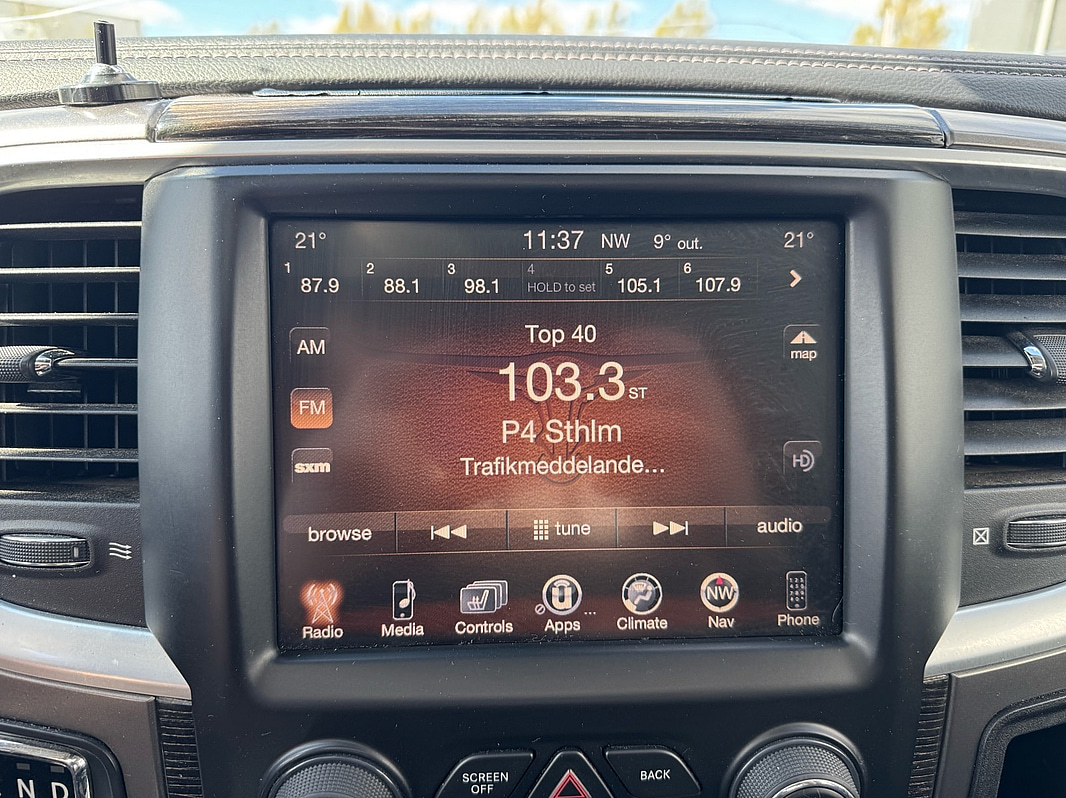 21° 11:37 NW 9° out. 21°
1 87.9 2 88.1 3 98.1 4 HOLD to set 5 105.1 6 107.9
AM
Top 40
map
103.3 ST
FM
P4 Sthlm
sxm
Trafikmeddelande...
HD
browse tune audio
NW
Radio Media Controls Apps ... Climate Nav Phone
SCREEN OFF
BACK
N D